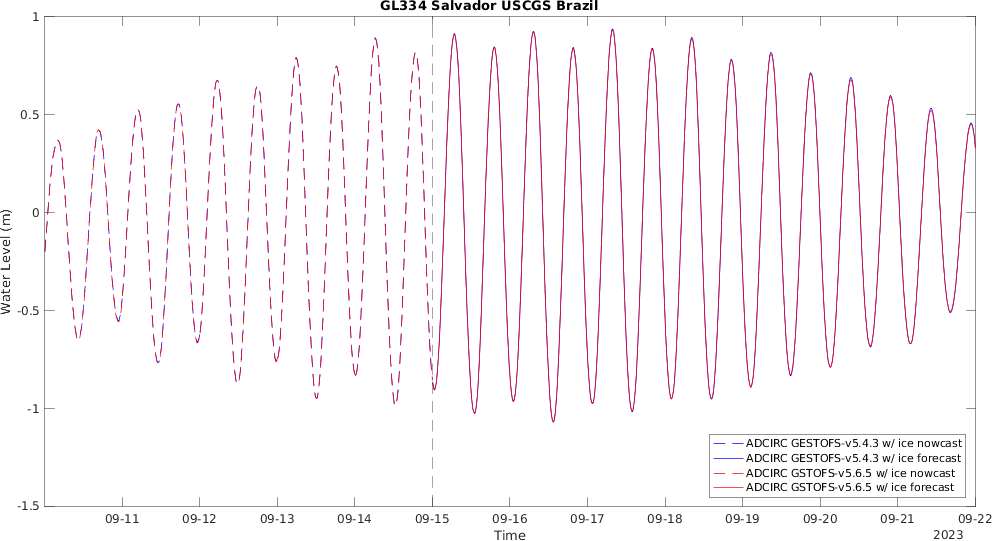 GL334 Salvador USCGS Brazil
1
0.5
0
-0.5
-1
-1.5
Water Level (m)
ADCIRC GESTOFS-v5.4.3 w/ ice nowcast
ADCIRC GESTOFS-v5.4.3 w/ ice forecast
ADCIRC GSTOFS-v5.6.5 w/ ice nowcast
ADCIRC GSTOFS-v5.6.5 w/ ice forecast
09-11 09-12 09-13 09-14 09-15 09-16 09-17 09-18 09-19 09-20 09-21 09-22
Time
2023